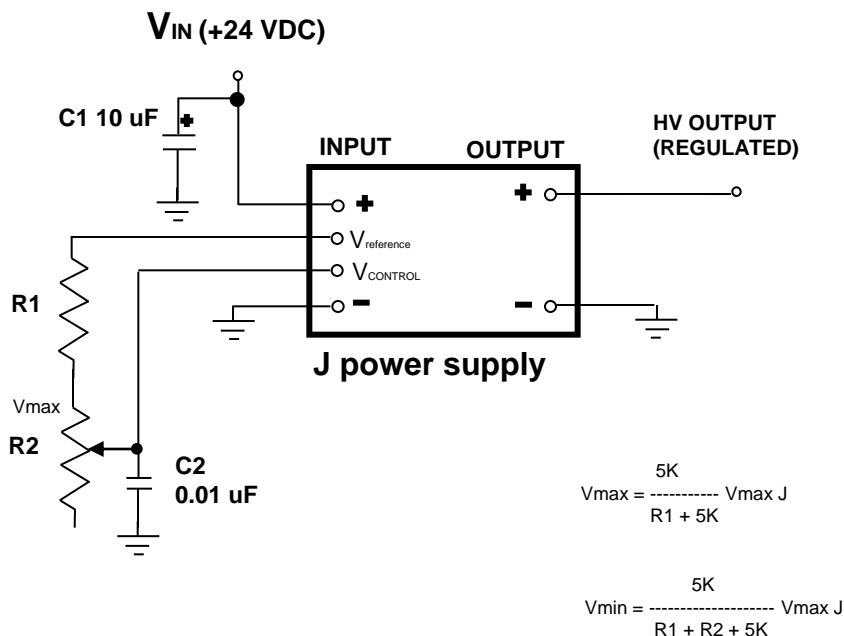 VIN (+24 VDC)
C1 10 uF +
HV OUTPUT
(REGULATED)
INPUT OUTPUT
+ +
Vreference
VCONTROL
- -
R1
J power supply
Vmax
R2
C2
0.01 uF
5K
Vmax = ----------- Vmax J
R1 + 5K
5K
Vmin = -------------------- Vmax J
R1 + R2 + 5K